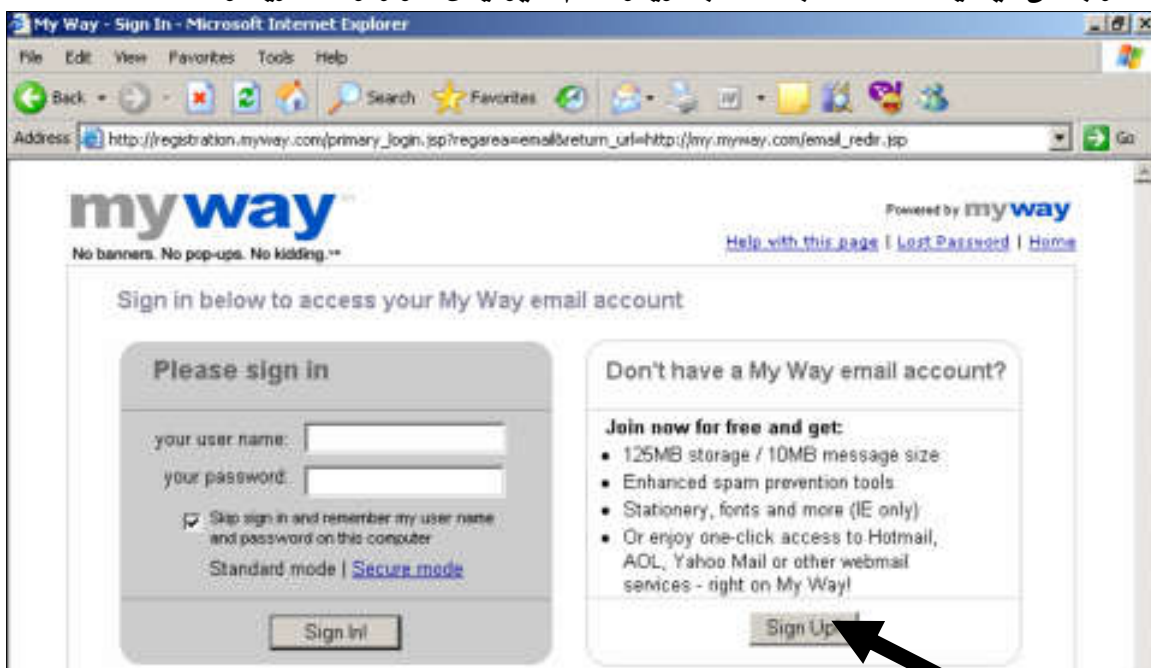 My Way - Sign In - Microsoft Internet Explorer
File Edit View Favorites Tools Help
Back Search Favorites
Address http://registration.myway.com/primary_login.jsp?regarea=email&return_url=http://my.myway.com/email_redir.jsp Go
myway
Powered by myway
No banners. No pop-ups. No kidding.℠
Help with this page | Lost Password | Home
Sign in below to access your My Way email account
Please sign in
your user name:
your password:
Skip sign in and remember my user name
and password on this computer
Standard mode | Secure mode
Sign In!
Don't have a My Way email account?
Join now for free and get:
• 125MB storage / 10MB message size
• Enhanced spam prevention tools
• Stationery, fonts and more (IE only)
• Or enjoy one-click access to Hotmail,
AOL, Yahoo Mail or other webmail
services - right on My Way!
Sign Up